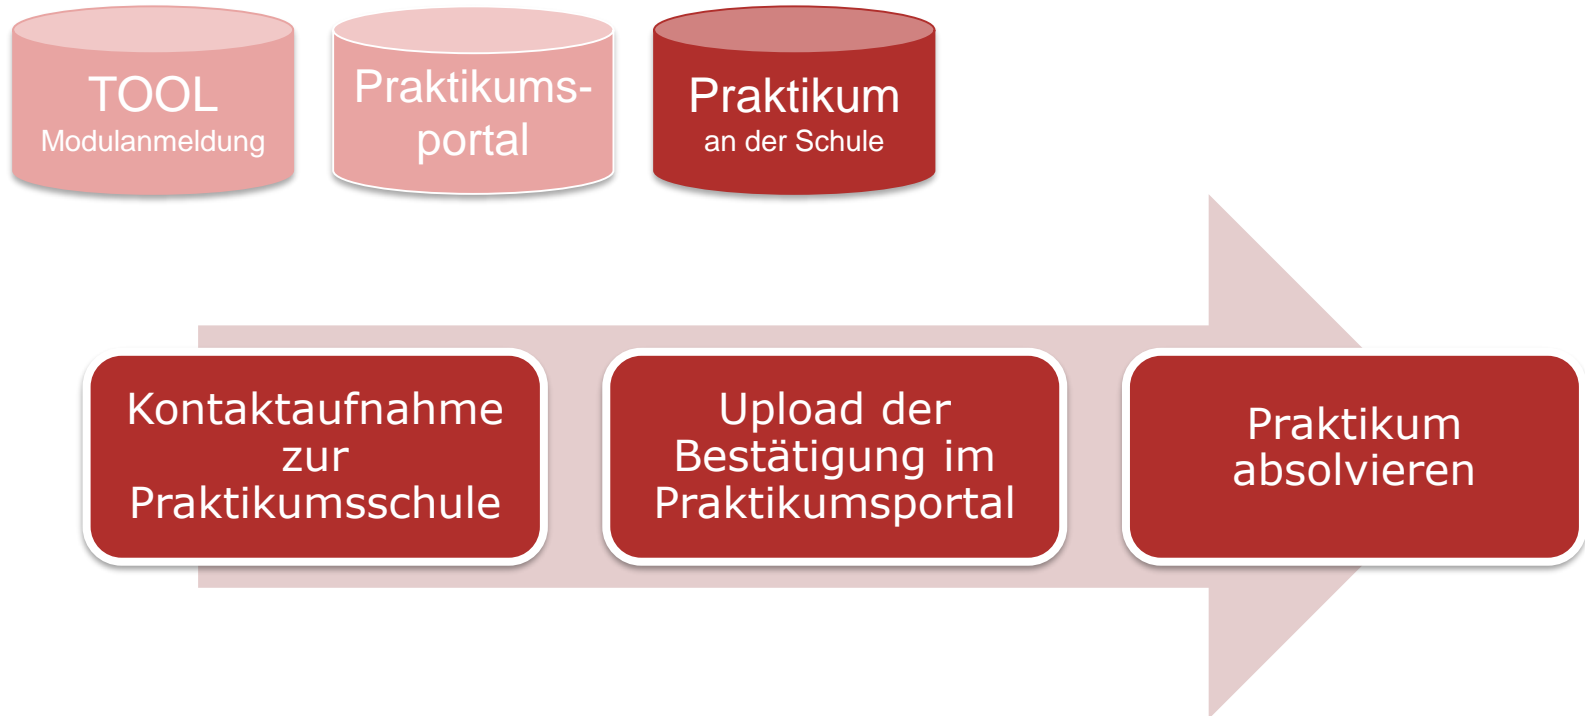 TOOL
Modulanmeldung
Praktikums-
portal
Praktikum
an der Schule
Kontaktaufnahme
zur
Praktikumsschule
Upload der
Bestätigung im
Praktikumsportal
Praktikum
absolvieren